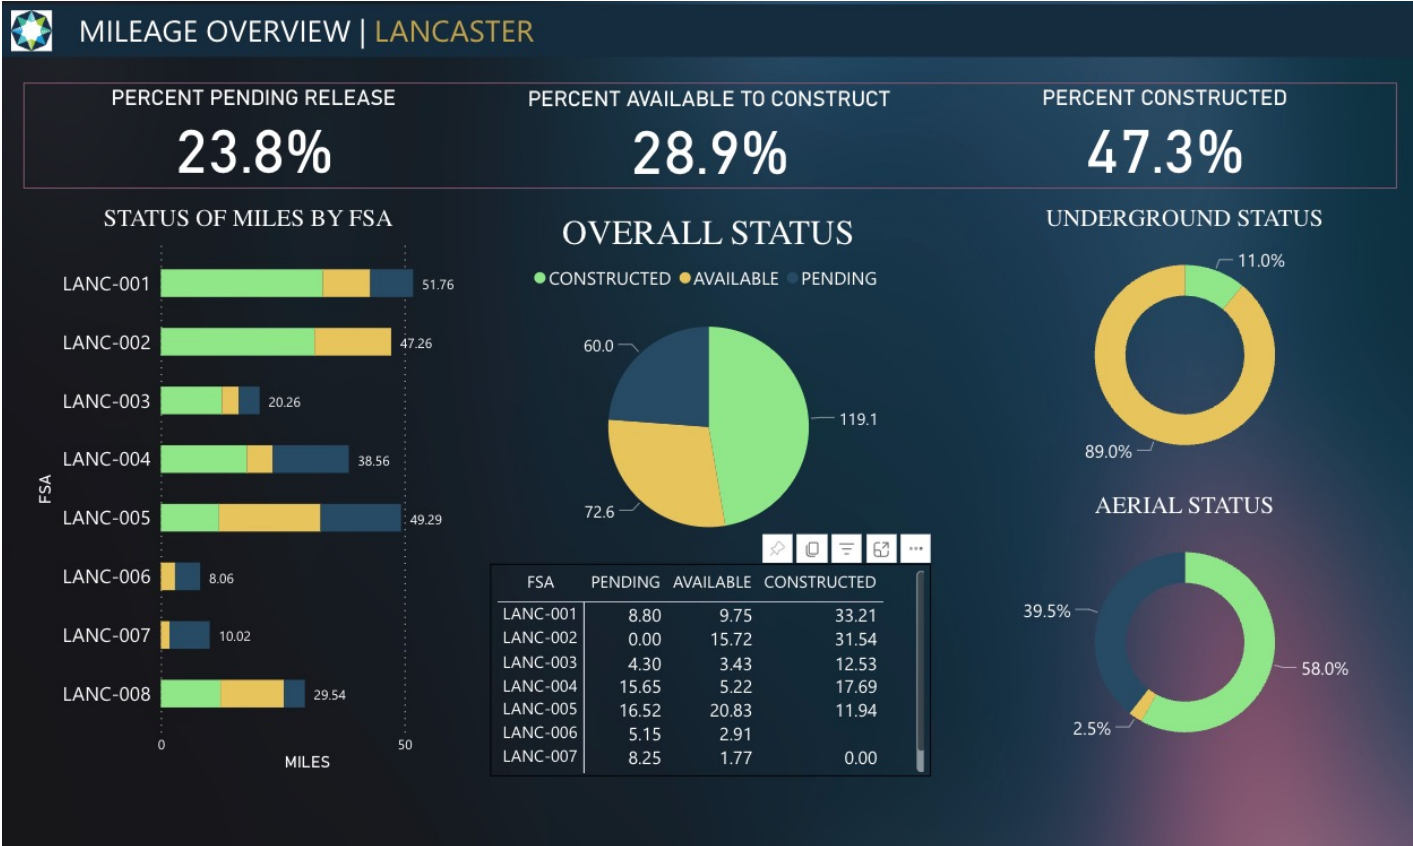 MILEAGE OVERVIEW | LANCASTER
PERCENT PENDING RELEASE
23.8%
PERCENT AVAILABLE TO CONSTRUCT
28.9%
PERCENT CONSTRUCTED
47.3%
STATUS OF MILES BY FSA
FSA
LANC-001 51.76
LANC-002 47.26
LANC-003 20.26
LANC-004 38.56
LANC-005 49.29
LANC-006 8.06
LANC-007 10.02
LANC-008 29.54
0 50
MILES
OVERALL STATUS
CONSTRUCTED AVAILABLE PENDING
60.0
119.1
72.6
FSA PENDING AVAILABLE CONSTRUCTED
LANC-001 8.80 9.75 33.21
LANC-002 0.00 15.72 31.54
LANC-003 4.30 3.43 12.53
LANC-004 15.65 5.22 17.69
LANC-005 16.52 20.83 11.94
LANC-006 5.15 2.91
LANC-007 8.25 1.77 0.00
UNDERGROUND STATUS
11.0%
89.0%
AERIAL STATUS
39.5%
58.0%
2.5%